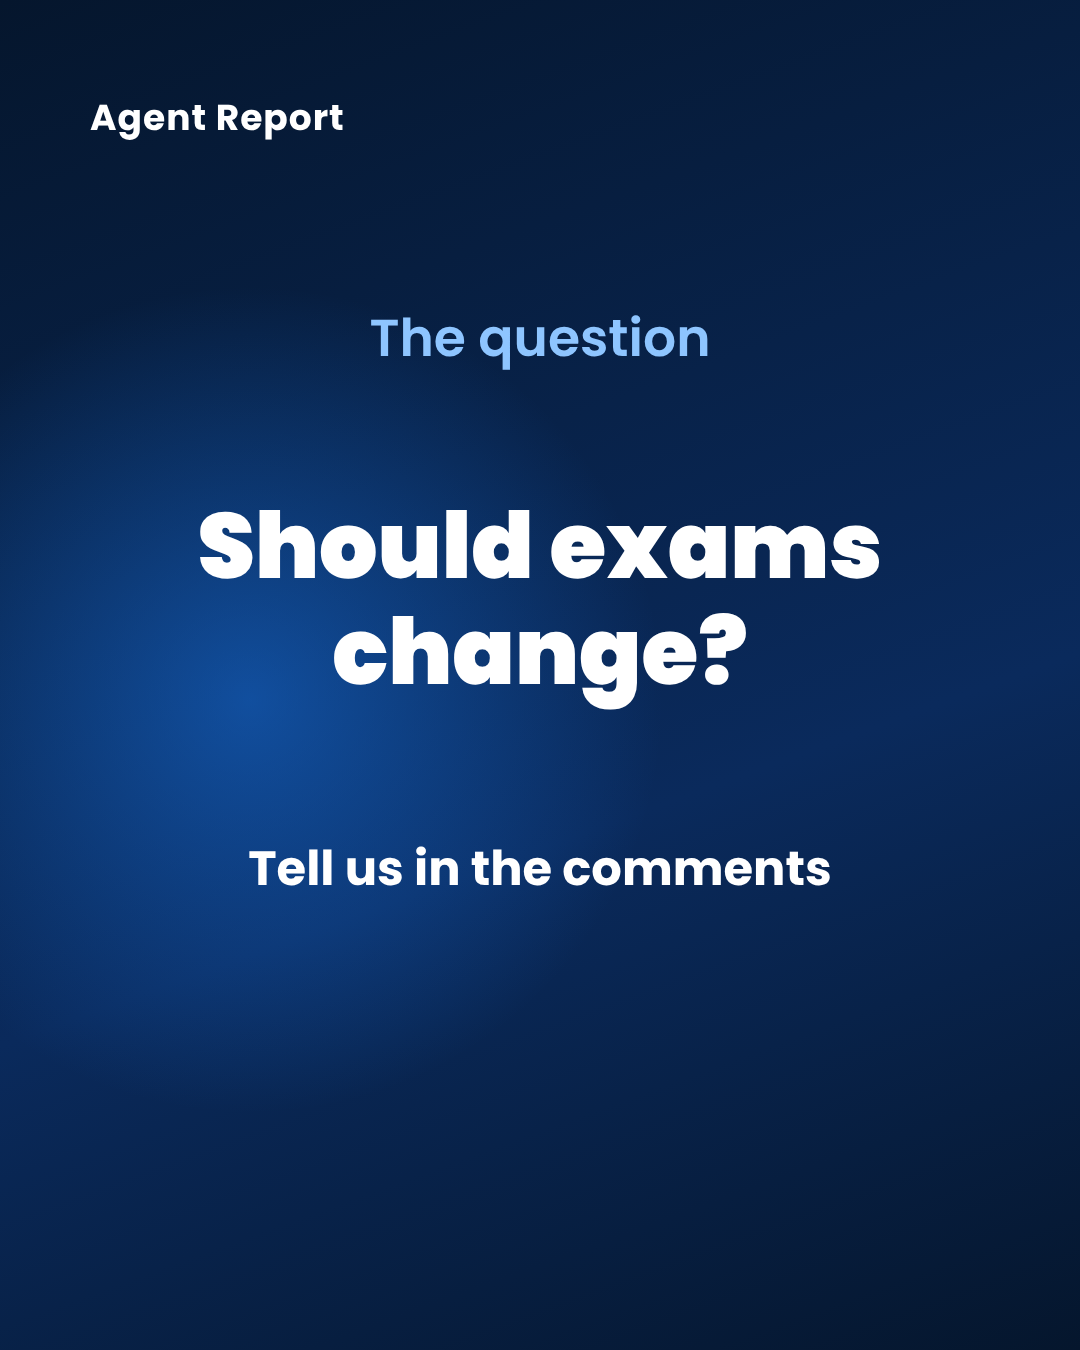 Agent Report
The question
Should exams
change?
Tell us in the comments